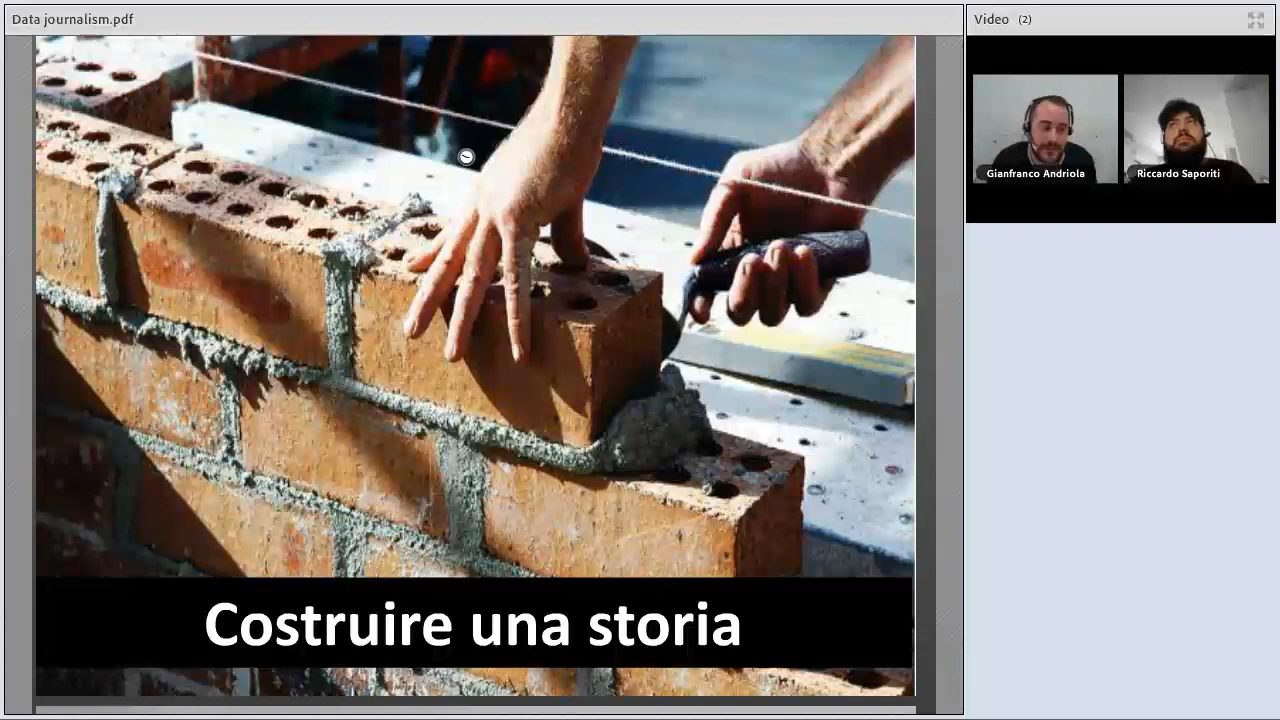 Data journalism.pdf
Video (2)
Gianfranco Andriola
Riccardo Saporiti
Costruire una storia